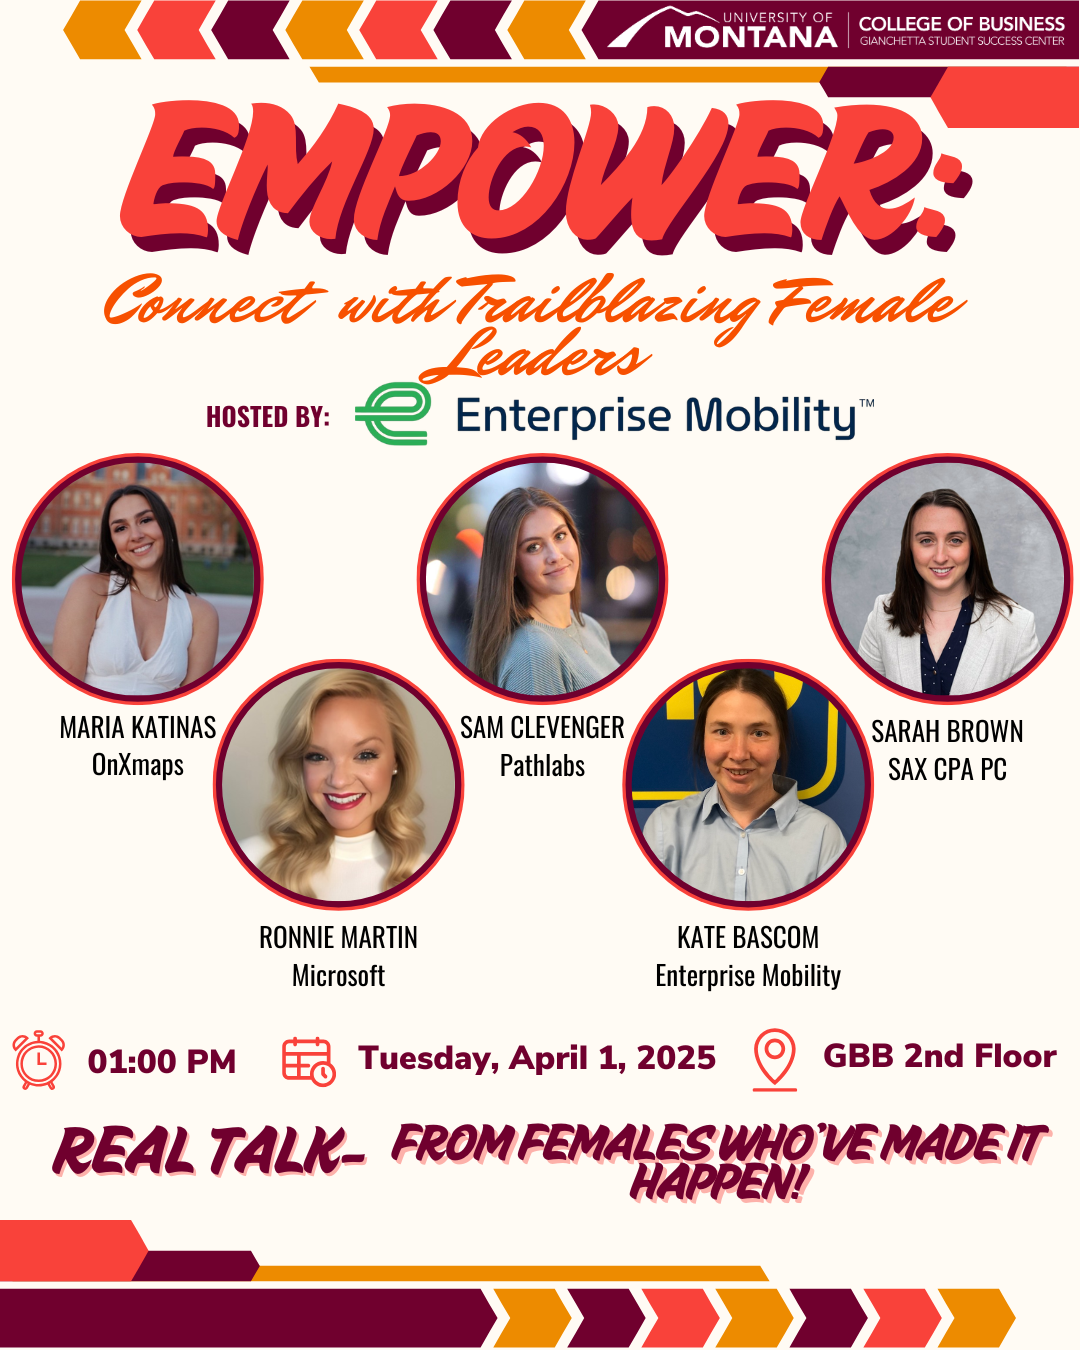 UNIVERSITY OF
MONTANA
COLLEGE OF BUSINESS
GIANCHETTA STUDENT SUCCESS CENTER
EMPOWER:
Connect with Trailblazing Female
Leaders
HOSTED BY:
Enterprise Mobility™
MARIA KATINAS
OnXmaps
SAM CLEVENGER
Pathlabs
SARAH BROWN
SAX CPA PC
RONNIE MARTIN
Microsoft
KATE BASCOM
Enterprise Mobility
01:00 PM
Tuesday, April 1, 2025
GBB 2nd Floor
REAL TALK-
FROM FEMALES WHO'VE MADE IT
HAPPEN!